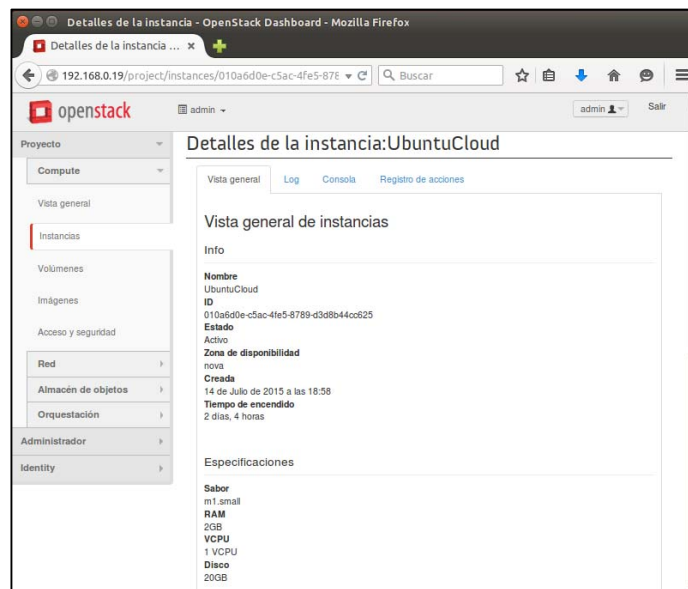 Detalles de la instancia - OpenStack Dashboard - Mozilla Firefox
Detalles de la instancia ...
192.168.0.19/project/instances/010a6d0e-c5ac-4fe5-878
Buscar
openstack
admin
admin
Salir
Proyecto
Compute
Vista general
Instancias
Volúmenes
Imágenes
Acceso y seguridad
Red
Almacén de objetos
Orquestación
Administrador
Identity
Detalles de la instancia:UbuntuCloud
Vista general
Log
Consola
Registro de acciones
Vista general de instancias
Info
Nombre
UbuntuCloud
ID
010a6d0e-c5ac-4fe5-8789-d3d8b44cc625
Estado
Activo
Zona de disponibilidad
nova
Creada
14 de Julio de 2015 a las 18:58
Tiempo de encendido
2 días, 4 horas
Especificaciones
Sabor
m1.small
RAM
2GB
VCPU
1 VCPU
Disco
20GB